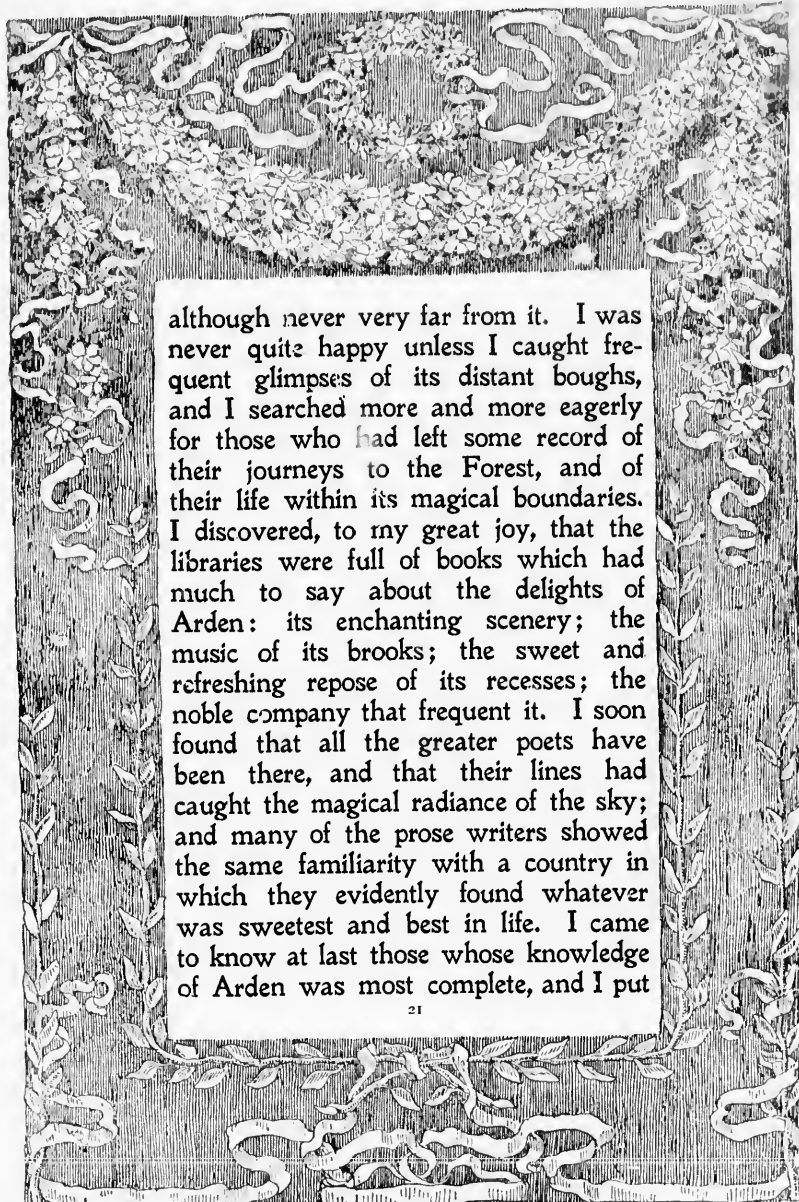 although never very far from it. I was
never quite happy unless I caught fre-
quent glimpses of its distant boughs,
and I searched more and more eagerly
for those who had left some record of
their journeys to the Forest, and of
their life within its magical boundaries.
I discovered, to my great joy, that the
libraries were full of books which had
much to say about the delights of
Arden: its enchanting scenery; the
music of its brooks; the sweet and
refreshing repose of its recesses; the
noble company that frequent it. I soon
found that all the greater poets have
been there, and that their lines had
caught the magical radiance of the sky;
and many of the prose writers showed
the same familiarity with a country in
which they evidently found whatever
was sweetest and best in life. I came
to know at last those whose knowledge
of Arden was most complete, and I put
21